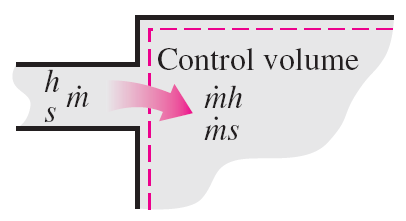 Control volume
h
s
ṁ
ṁh
ṁs